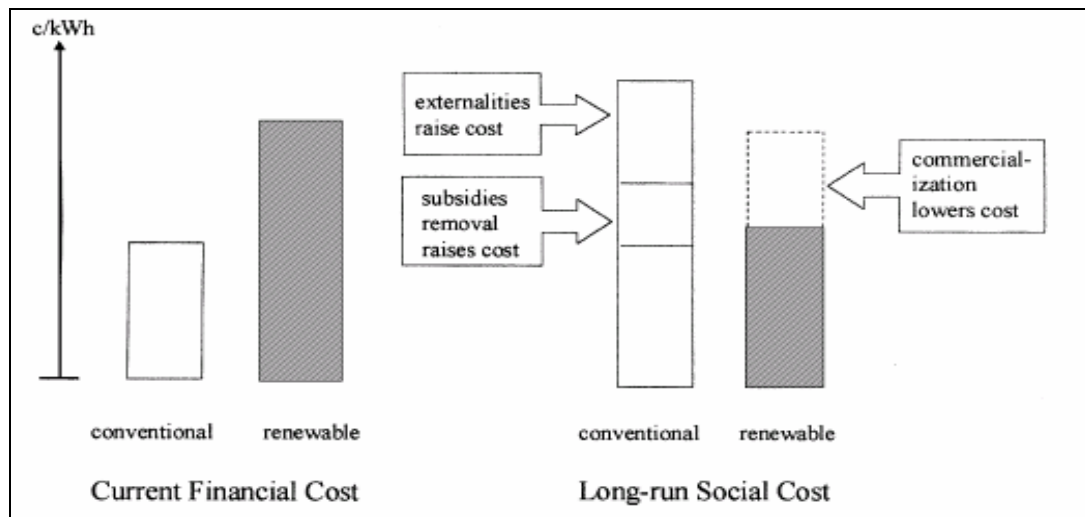 c/kWh
externalities
raise cost
subsidies
removal
raises cost
commercial-
ization
lowers cost
conventional
renewable
conventional
renewable
Current Financial Cost
Long-run Social Cost